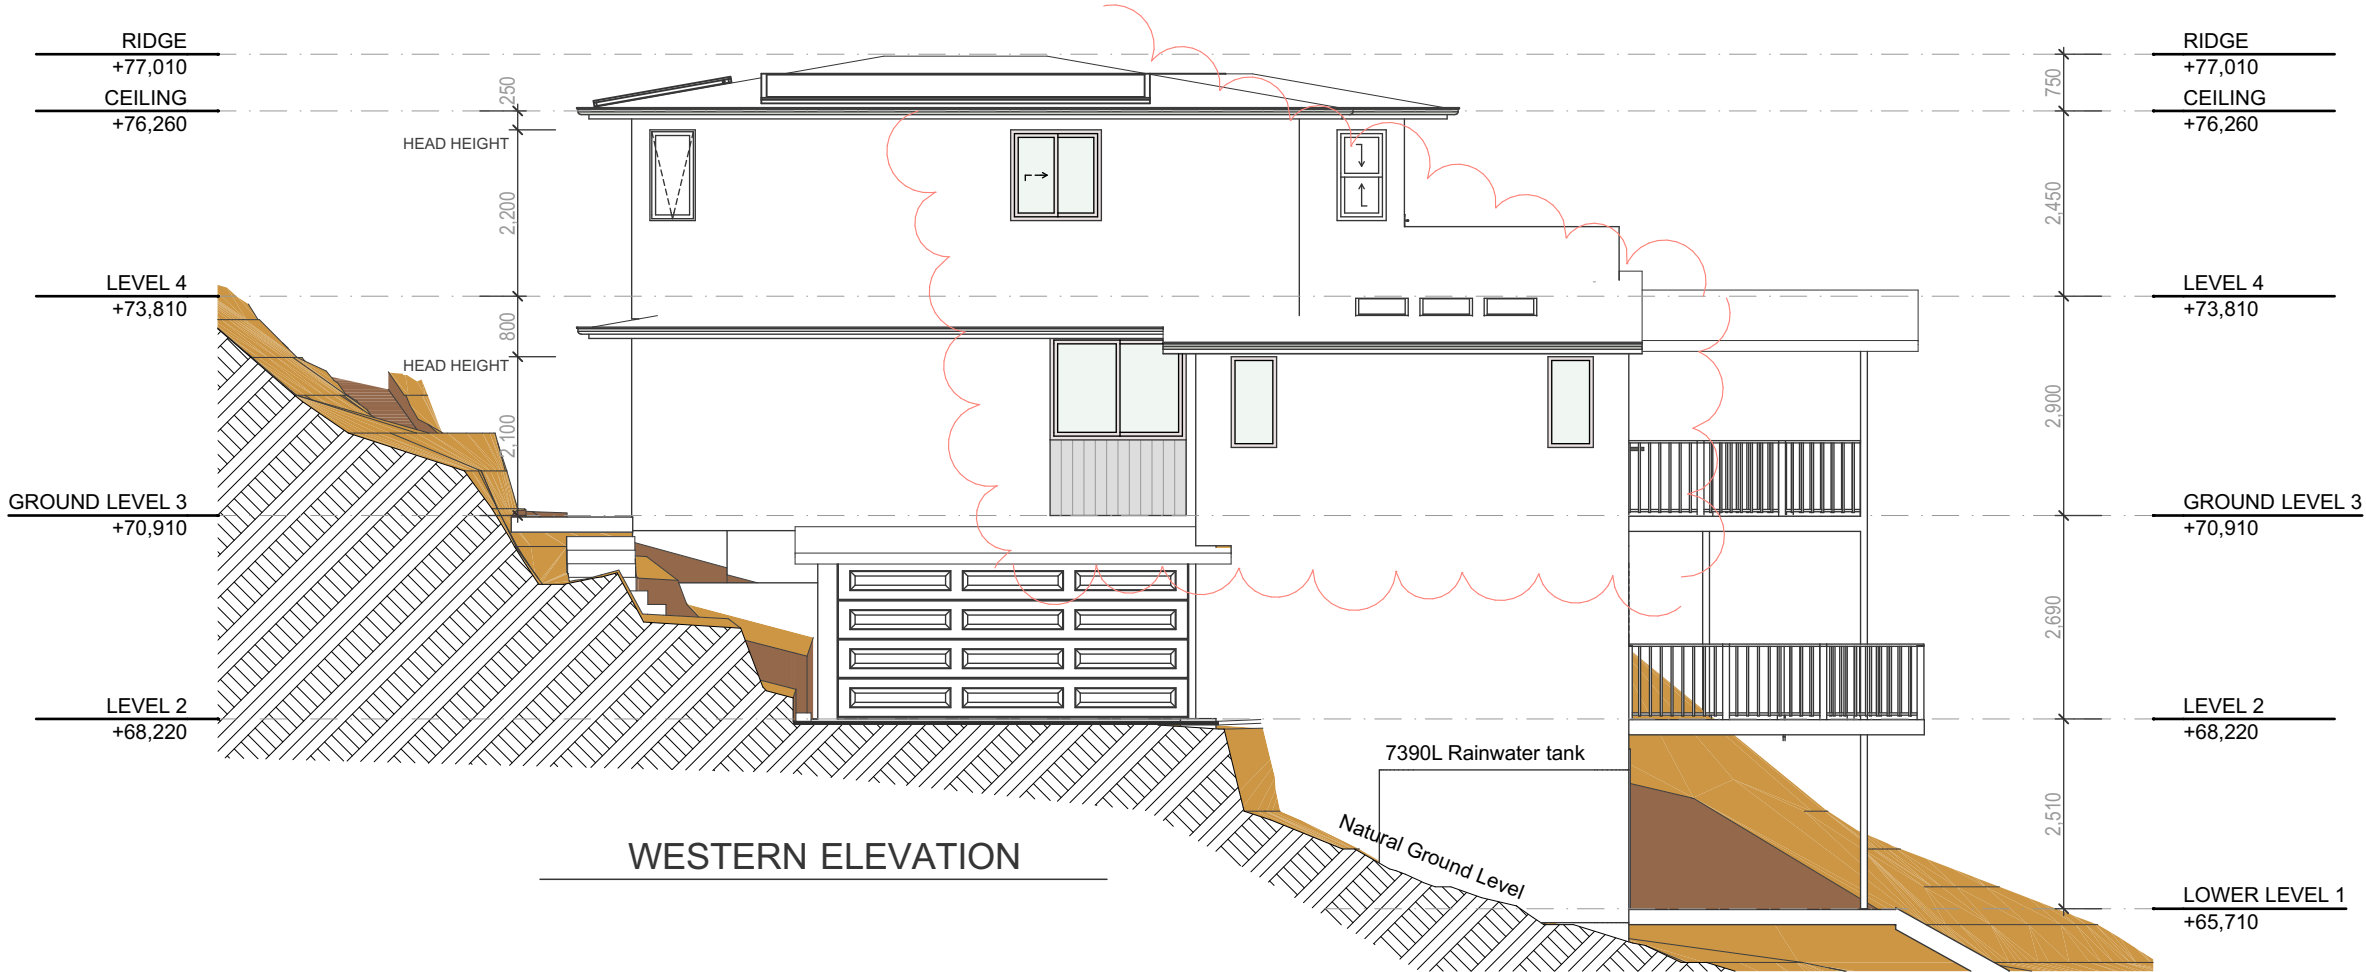 RIDGE
+77,010
CEILING
+76,260
LEVEL 4
+73,810
GROUND LEVEL 3
+70,910
LEVEL 2
+68,220
250
HEAD HEIGHT
2,200
800
HEAD HEIGHT
2,100
7390L Rainwater tank
Natural Ground Level
WESTERN ELEVATION
750
2,450
2,900
2,690
2,510
RIDGE
+77,010
CEILING
+76,260
LEVEL 4
+73,810
GROUND LEVEL 3
+70,910
LEVEL 2
+68,220
LOWER LEVEL 1
+65,710